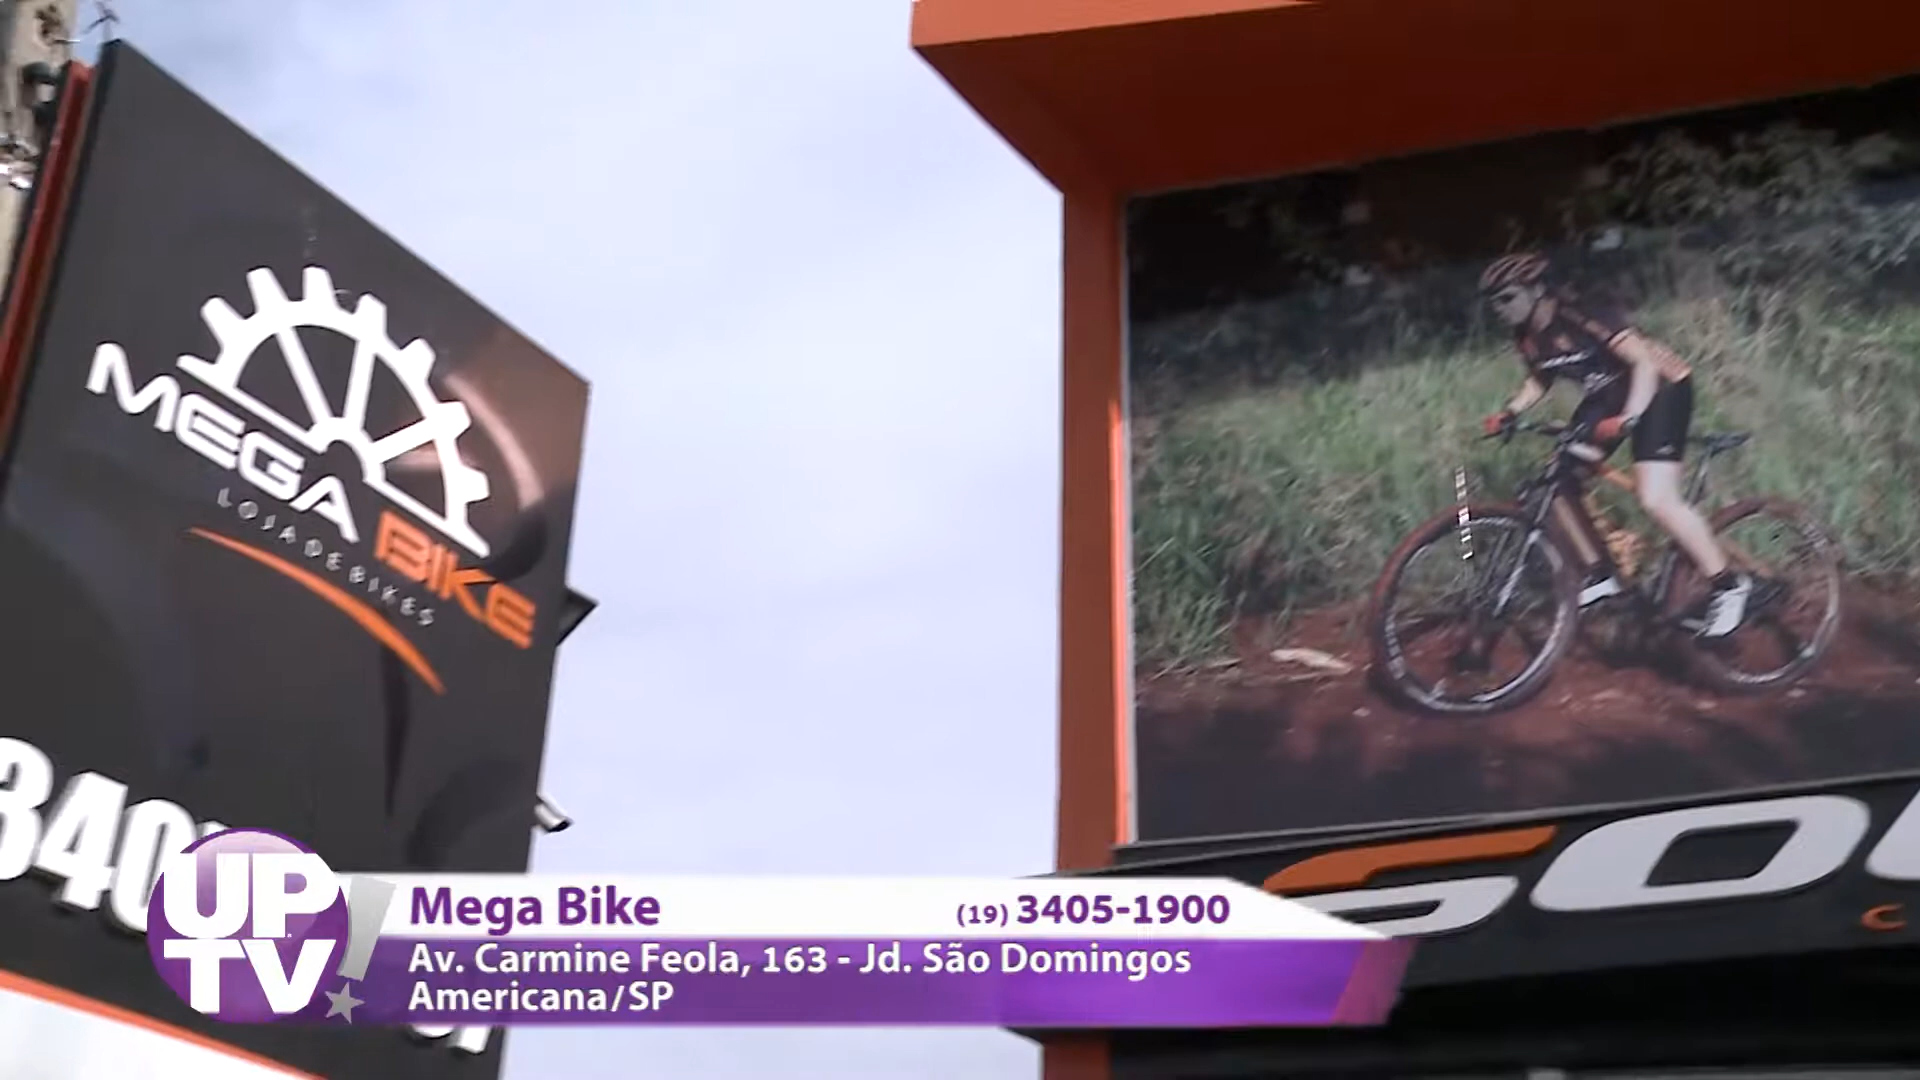 MEGA BIKE
LOJA DE BIKES
340
UP
TV
Mega Bike (19) 3405-1900
Av. Carmine Feola, 163 - Jd. São Domingos
Americana/SP